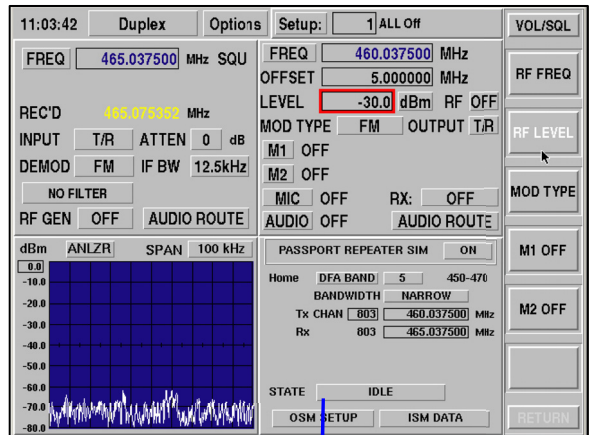 11:03:42 Duplex Options Setup: 1 ALL Off VOL/SQL
FREQ 465.037500 MHz SQU
REC'D 465.075352 MHz
INPUT T/R ATTEN 0 dB
DEMOD FM IF BW 12.5kHz
NO FILTER
RF GEN OFF AUDIO ROUTE
FREQ 460.037500 MHz
OFFSET 5.000000 MHz
LEVEL -30.0 dBm RF OFF
MOD TYPE FM OUTPUT T/R
M1 OFF
M2 OFF
MIC OFF RX: OFF
AUDIO OFF AUDIO ROUTE
RF FREQ
RF LEVEL
MOD TYPE
M1 OFF
M2 OFF
RETURN
dBm ANLZR SPAN 100 kHz
0.0
-10.0
-20.0
-30.0
-40.0
-50.0
-60.0
-70.0
-80.0
PASSPORT REPEATER SIM ON
Home DFA BAND 5 450-470
BANDWIDTH NARROW
Tx CHAN 803 460.037500 MHz
Rx 803 465.037500 MHz
STATE IDLE
OSM SETUP ISM DATA